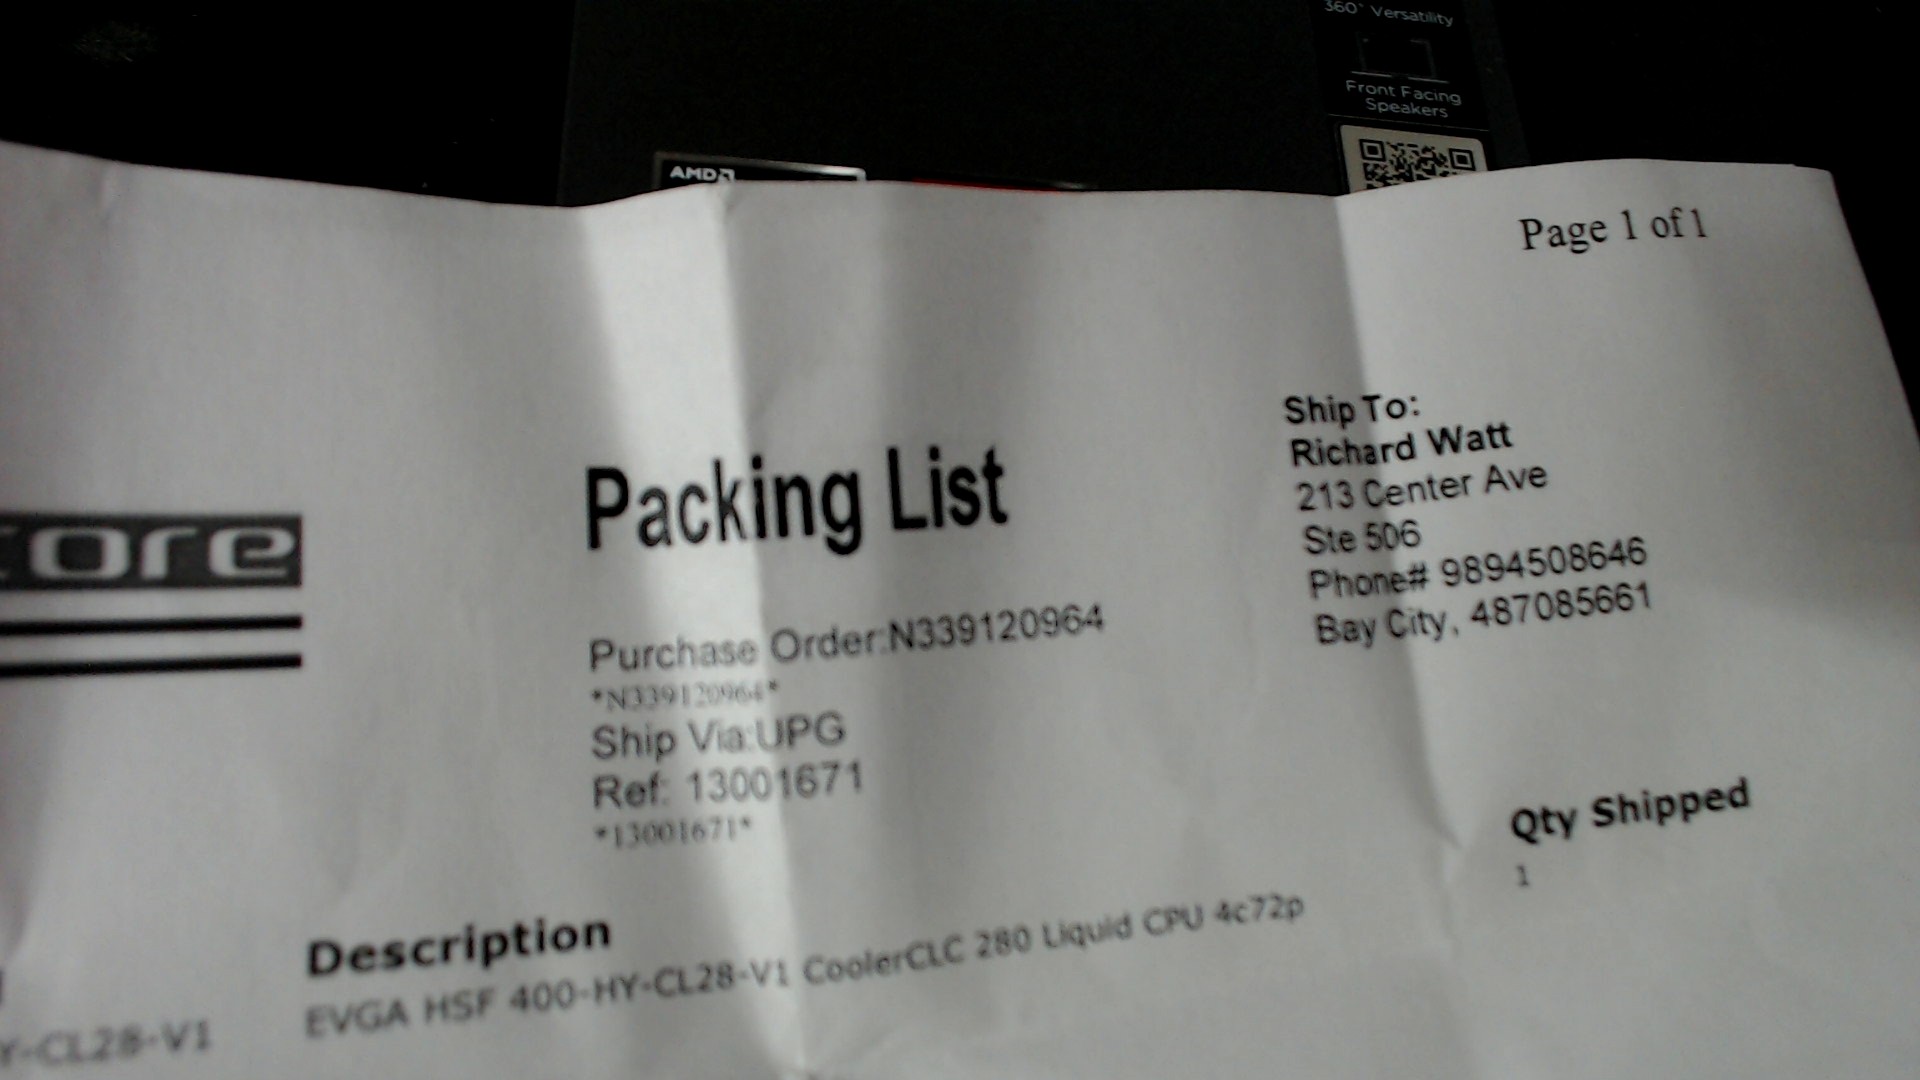 360° Versatility
Front Facing
Speakers
AMD
Page 1 of 1
Ship To:
Richard Watt
213 Center Ave
Ste 506
Phone# 9894508646
Bay City, 487085661
core
Packing List
Purchase Order:N339120964
*N339120964*
Ship Via:UPG
Ref: 13001671
*13001671*
Qty Shipped
1
Description
EVGA HSF 400-HY-CL28-V1 CoolerCLC 280 Liquid CPU 4c72p
Y-CL28-V1